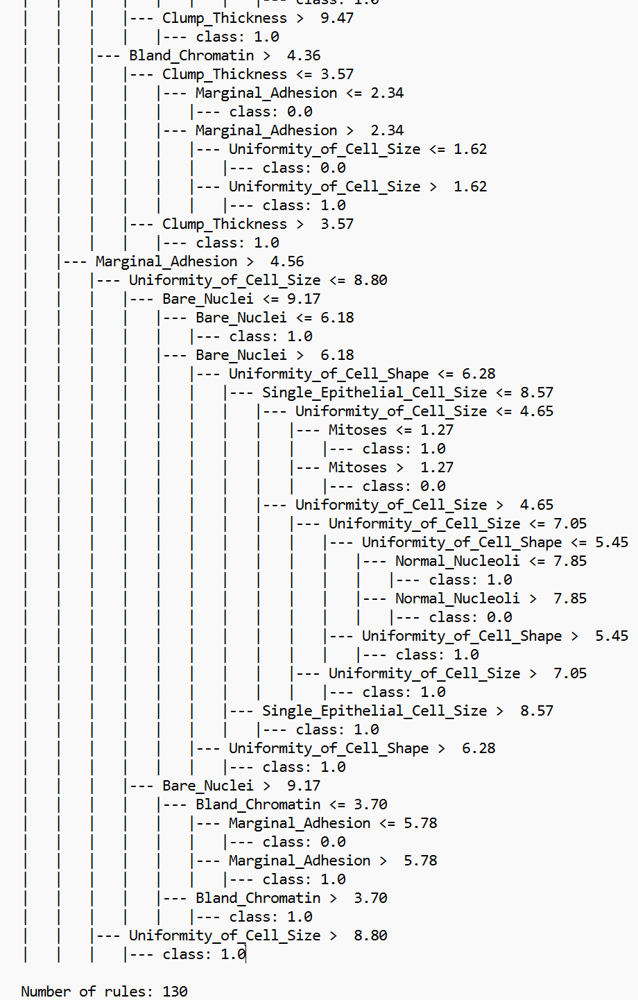 |   |   |   |   |   |   |   |--- class: 1.0
|   |   |   |--- Clump_Thickness >  9.47
|   |   |   |   |--- class: 1.0
|   |   |--- Bland_Chromatin >  4.36
|   |   |   |--- Clump_Thickness <= 3.57
|   |   |   |   |--- Marginal_Adhesion <= 2.34
|   |   |   |   |   |--- class: 0.0
|   |   |   |   |--- Marginal_Adhesion >  2.34
|   |   |   |   |   |--- Uniformity_of_Cell_Size <= 1.62
|   |   |   |   |   |   |--- class: 0.0
|   |   |   |   |   |--- Uniformity_of_Cell_Size >  1.62
|   |   |   |   |   |   |--- class: 1.0
|   |   |   |--- Clump_Thickness >  3.57
|   |   |   |   |--- class: 1.0
|   |--- Marginal_Adhesion >  4.56
|   |   |--- Uniformity_of_Cell_Size <= 8.80
|   |   |   |--- Bare_Nuclei <= 9.17
|   |   |   |   |--- Bare_Nuclei <= 6.18
|   |   |   |   |   |--- class: 1.0
|   |   |   |   |--- Bare_Nuclei >  6.18
|   |   |   |   |   |--- Uniformity_of_Cell_Shape <= 6.28
|   |   |   |   |   |   |--- Single_Epithelial_Cell_Size <= 8.57
|   |   |   |   |   |   |   |--- Uniformity_of_Cell_Size <= 4.65
|   |   |   |   |   |   |   |   |--- Mitoses <= 1.27
|   |   |   |   |   |   |   |   |   |--- class: 1.0
|   |   |   |   |   |   |   |   |--- Mitoses >  1.27
|   |   |   |   |   |   |   |   |   |--- class: 0.0
|   |   |   |   |   |   |   |--- Uniformity_of_Cell_Size >  4.65
|   |   |   |   |   |   |   |   |--- Uniformity_of_Cell_Size <= 7.05
|   |   |   |   |   |   |   |   |   |--- Uniformity_of_Cell_Shape <= 5.45
|   |   |   |   |   |   |   |   |   |   |--- Normal_Nucleoli <= 7.85
|   |   |   |   |   |   |   |   |   |   |   |--- class: 1.0
|   |   |   |   |   |   |   |   |   |   |--- Normal_Nucleoli >  7.85
|   |   |   |   |   |   |   |   |   |   |   |--- class: 0.0
|   |   |   |   |   |   |   |   |   |--- Uniformity_of_Cell_Shape >  5.45
|   |   |   |   |   |   |   |   |   |   |--- class: 1.0
|   |   |   |   |   |   |   |   |--- Uniformity_of_Cell_Size >  7.05
|   |   |   |   |   |   |   |   |   |--- class: 1.0
|   |   |   |   |   |   |--- Single_Epithelial_Cell_Size >  8.57
|   |   |   |   |   |   |   |--- class: 1.0
|   |   |   |   |   |--- Uniformity_of_Cell_Shape >  6.28
|   |   |   |   |   |   |--- class: 1.0
|   |   |   |--- Bare_Nuclei >  9.17
|   |   |   |   |--- Bland_Chromatin <= 3.70
|   |   |   |   |   |--- Marginal_Adhesion <= 5.78
|   |   |   |   |   |   |--- class: 0.0
|   |   |   |   |   |--- Marginal_Adhesion >  5.78
|   |   |   |   |   |   |--- class: 1.0
|   |   |   |   |--- Bland_Chromatin >  3.70
|   |   |   |   |   |--- class: 1.0
|   |   |--- Uniformity_of_Cell_Size >  8.80
|   |   |   |--- class: 1.0
Number of rules: 130